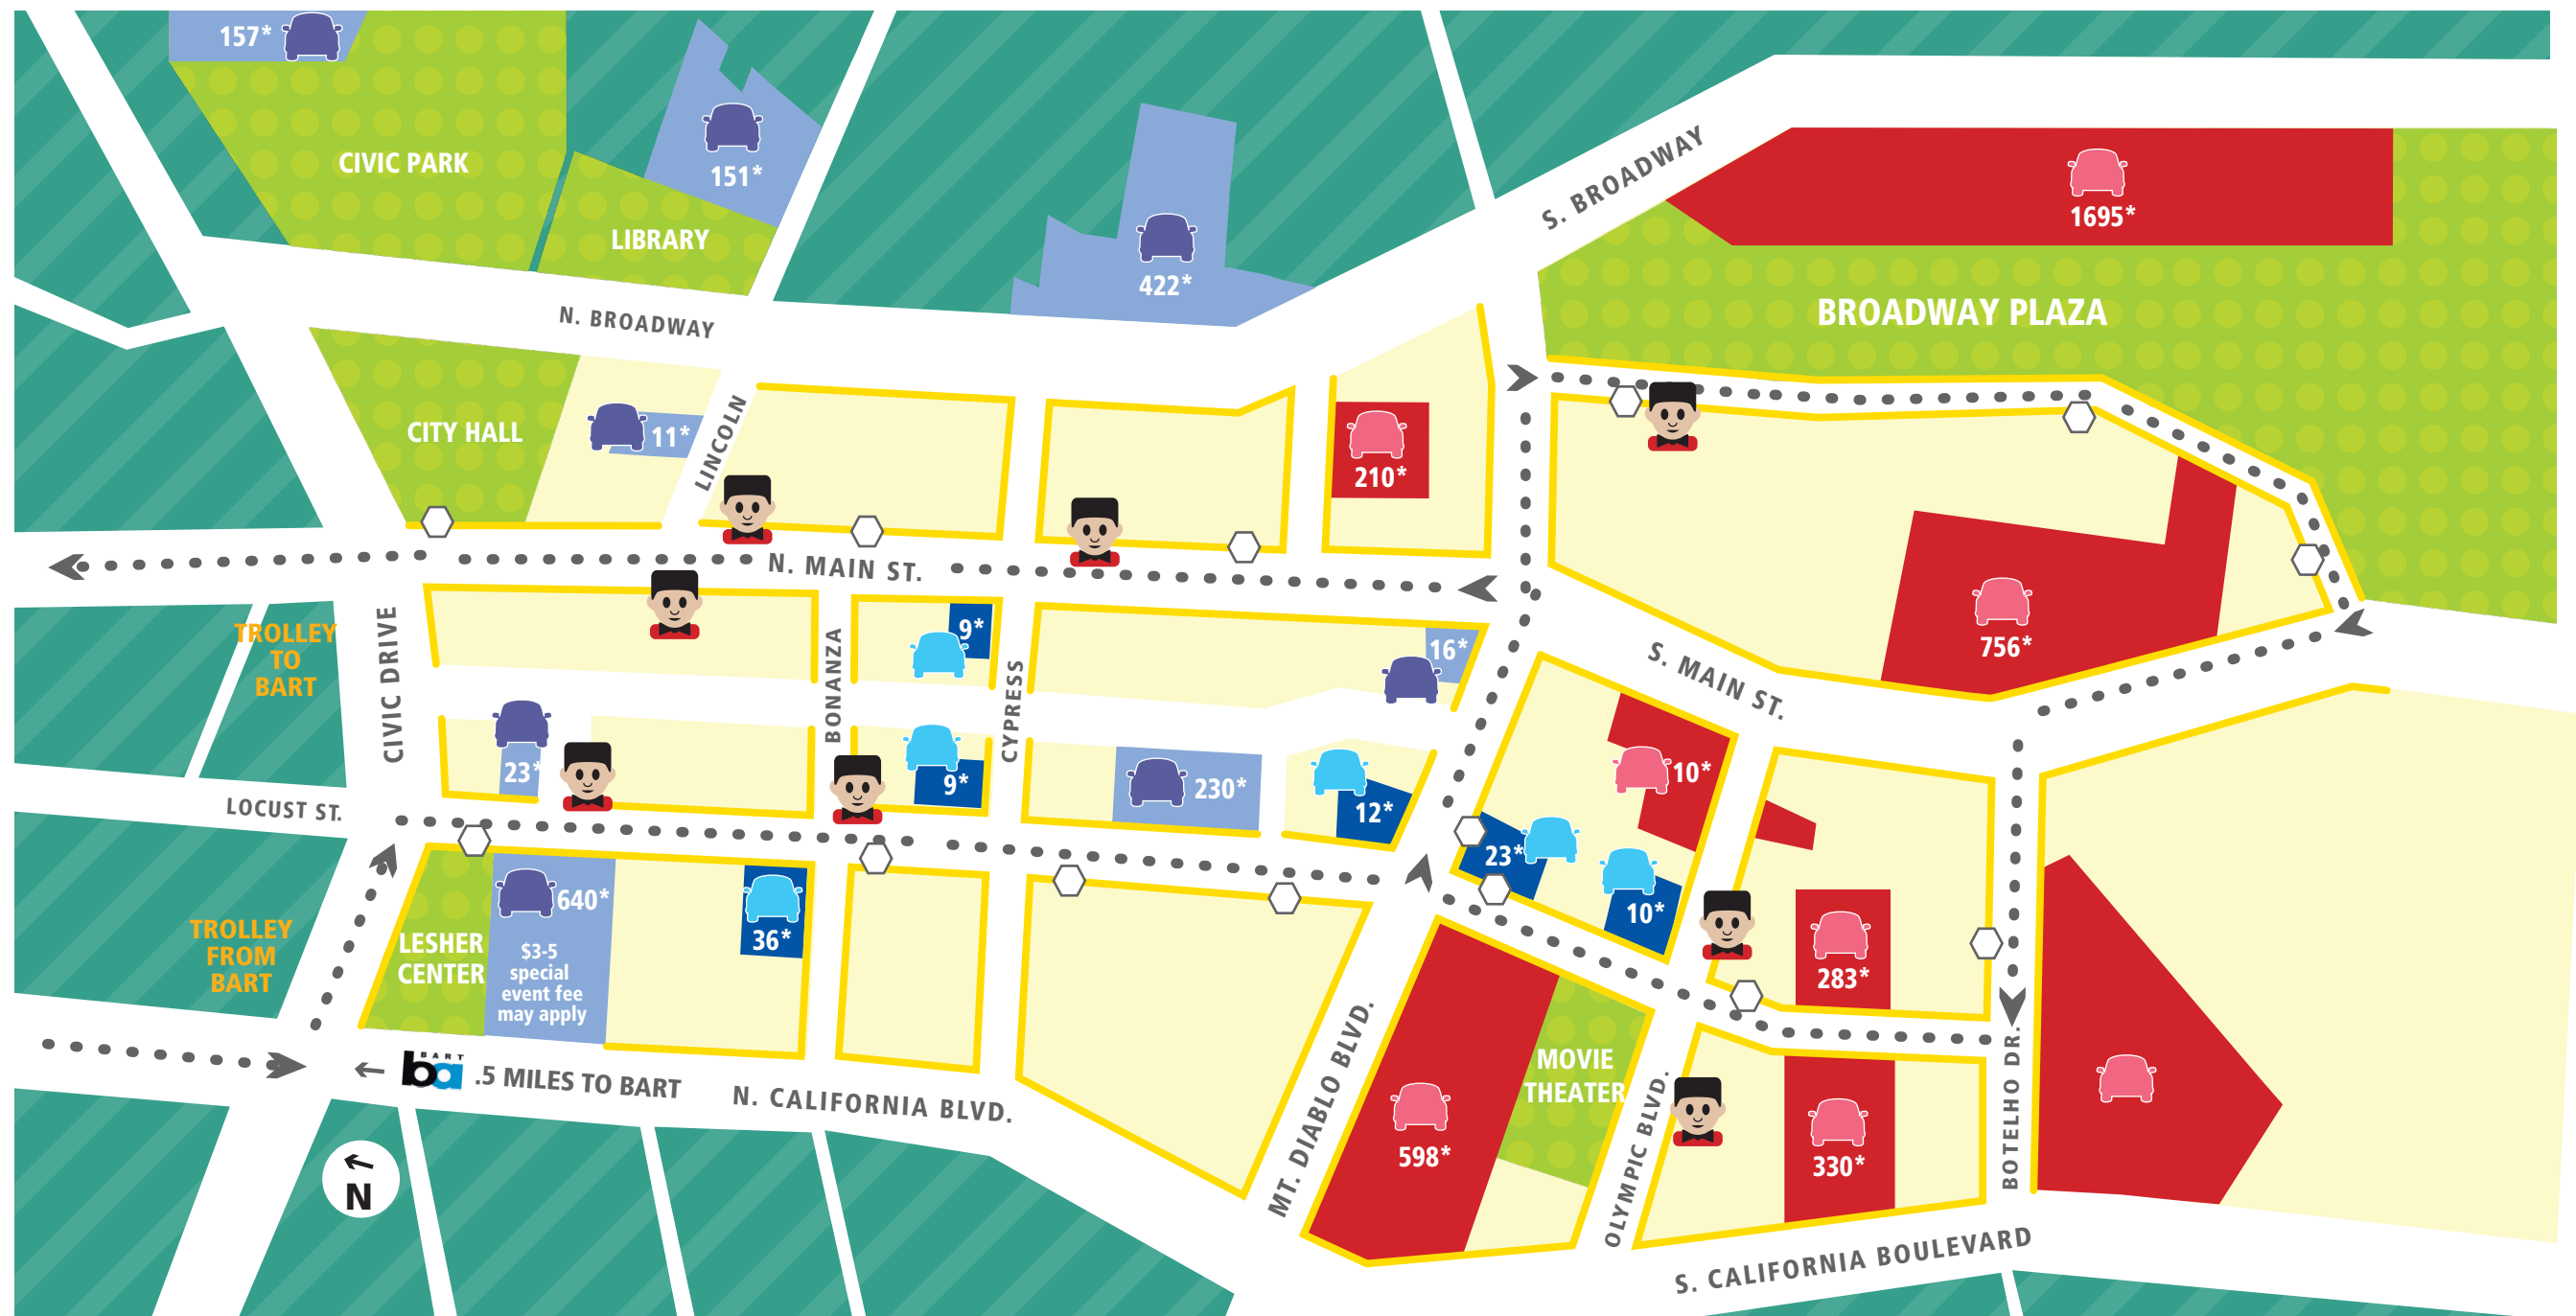 157*
CIVIC PARK
151*
LIBRARY
422*
S. BROADWAY
1695*
BROADWAY PLAZA
N. BROADWAY
CITY HALL
11*
LINCOLN
210*
N. MAIN ST.
756*
TROLLEY
TO
BART
CIVIC DRIVE
BONANZA
9*
CYPRESS
16*
S. MAIN ST.
23*
9*
230*
12*
10*
LOCUST ST.
23*
10*
640*
$3-5
special
event fee
may apply
LESHER
CENTER
36*
283*
TROLLEY
FROM
BART
BART
ba
.5 MILES TO BART
N. CALIFORNIA BLVD.
MT. DIABLO BLVD.
MOVIE
THEATER
598*
OLYMPIC BLVD.
330*
BOTELHO DR.
N
S. CALIFORNIA BOULEVARD